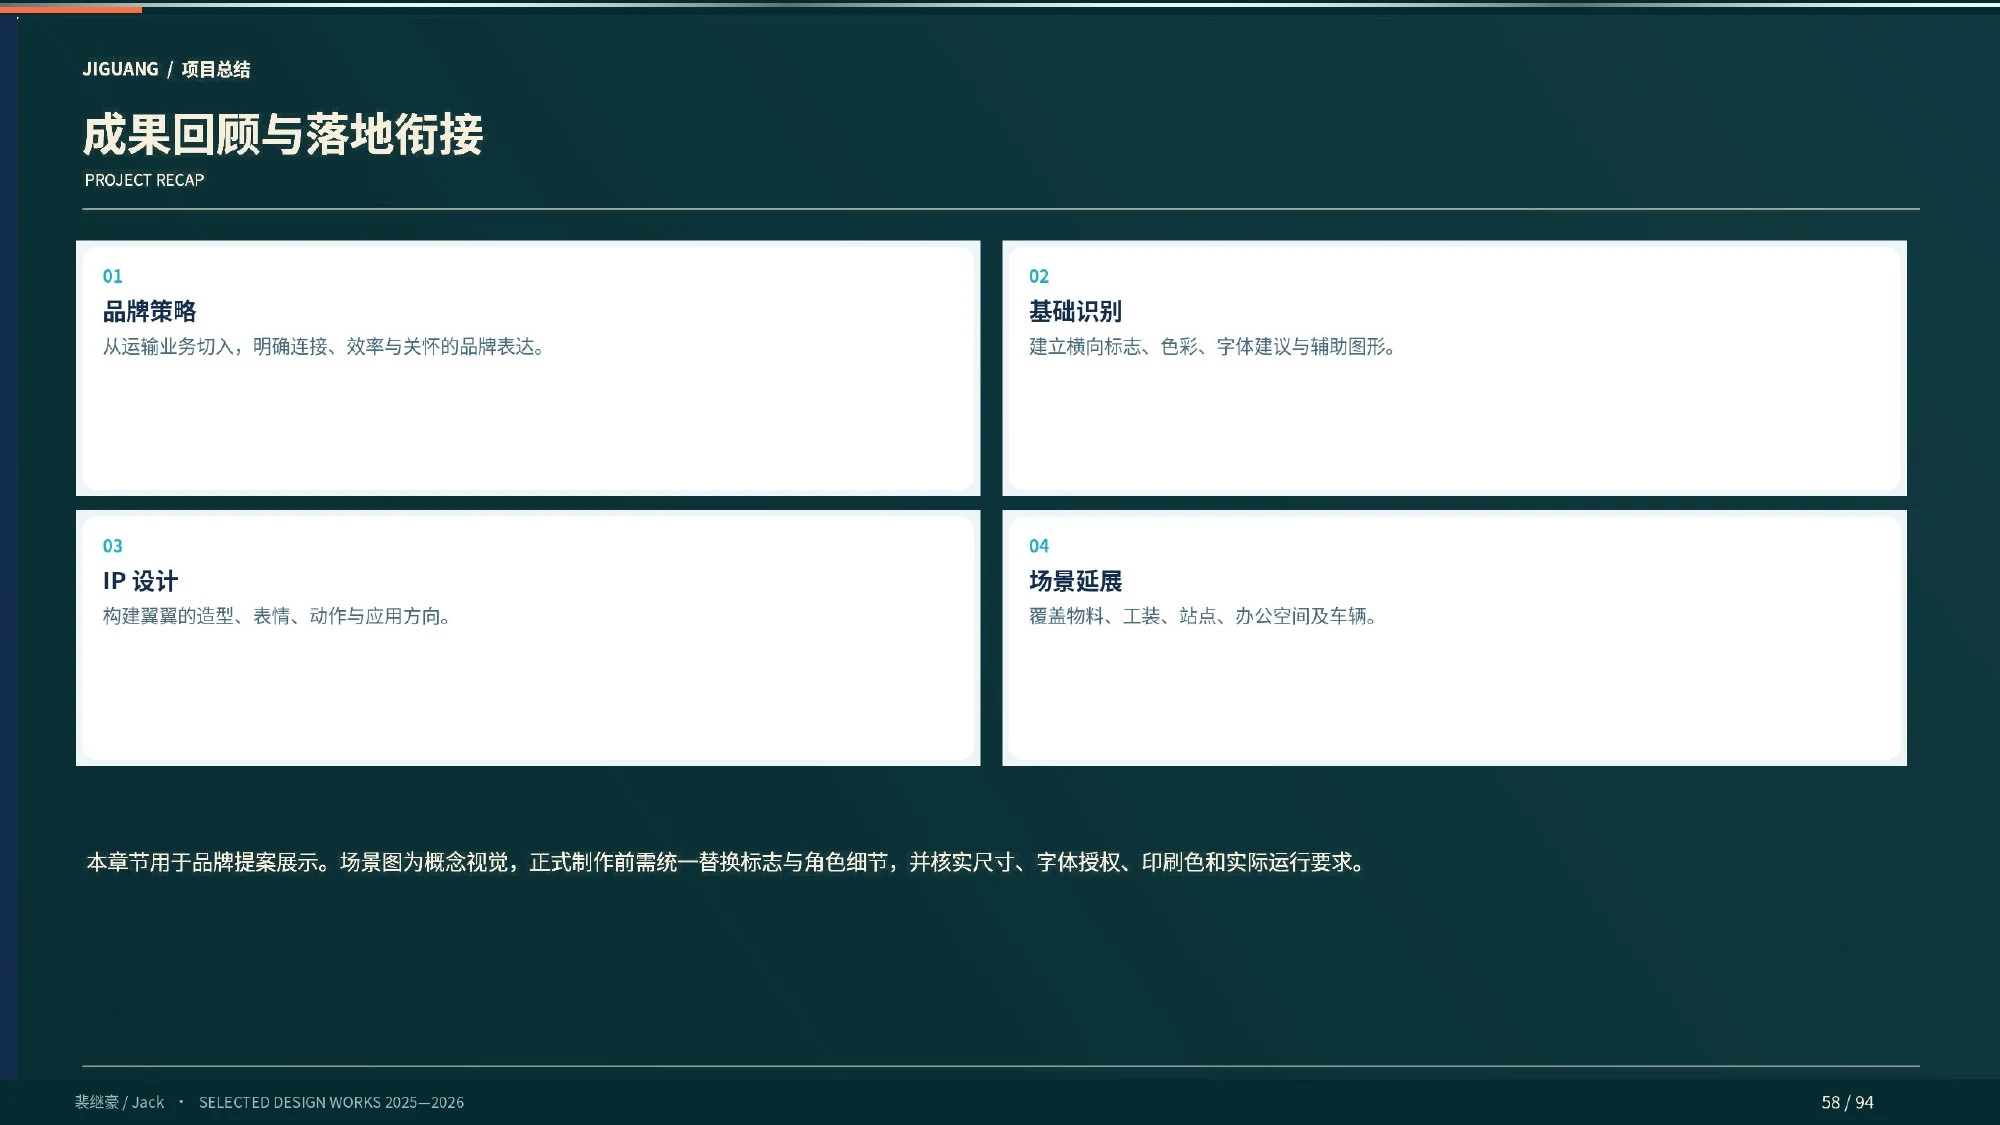 JIGUANG / 项目总结
成果回顾与落地衔接
PROJECT RECAP
01
品牌策略
从运输业务切入，明确连接、效率与关怀的品牌表达。
02
基础识别
建立横向标志、色彩、字体建议与辅助图形。
03
IP 设计
构建翼翼的造型、表情、动作与应用方向。
04
场景延展
覆盖物料、工装、站点、办公空间及车辆。
本章节用于品牌提案展示。场景图为概念视觉，正式制作前需统一替换标志与角色细节，并核实尺寸、字体授权、印刷色和实际运行要求。
裴继豪 / Jack · SELECTED DESIGN WORKS 2025—2026
58 / 94